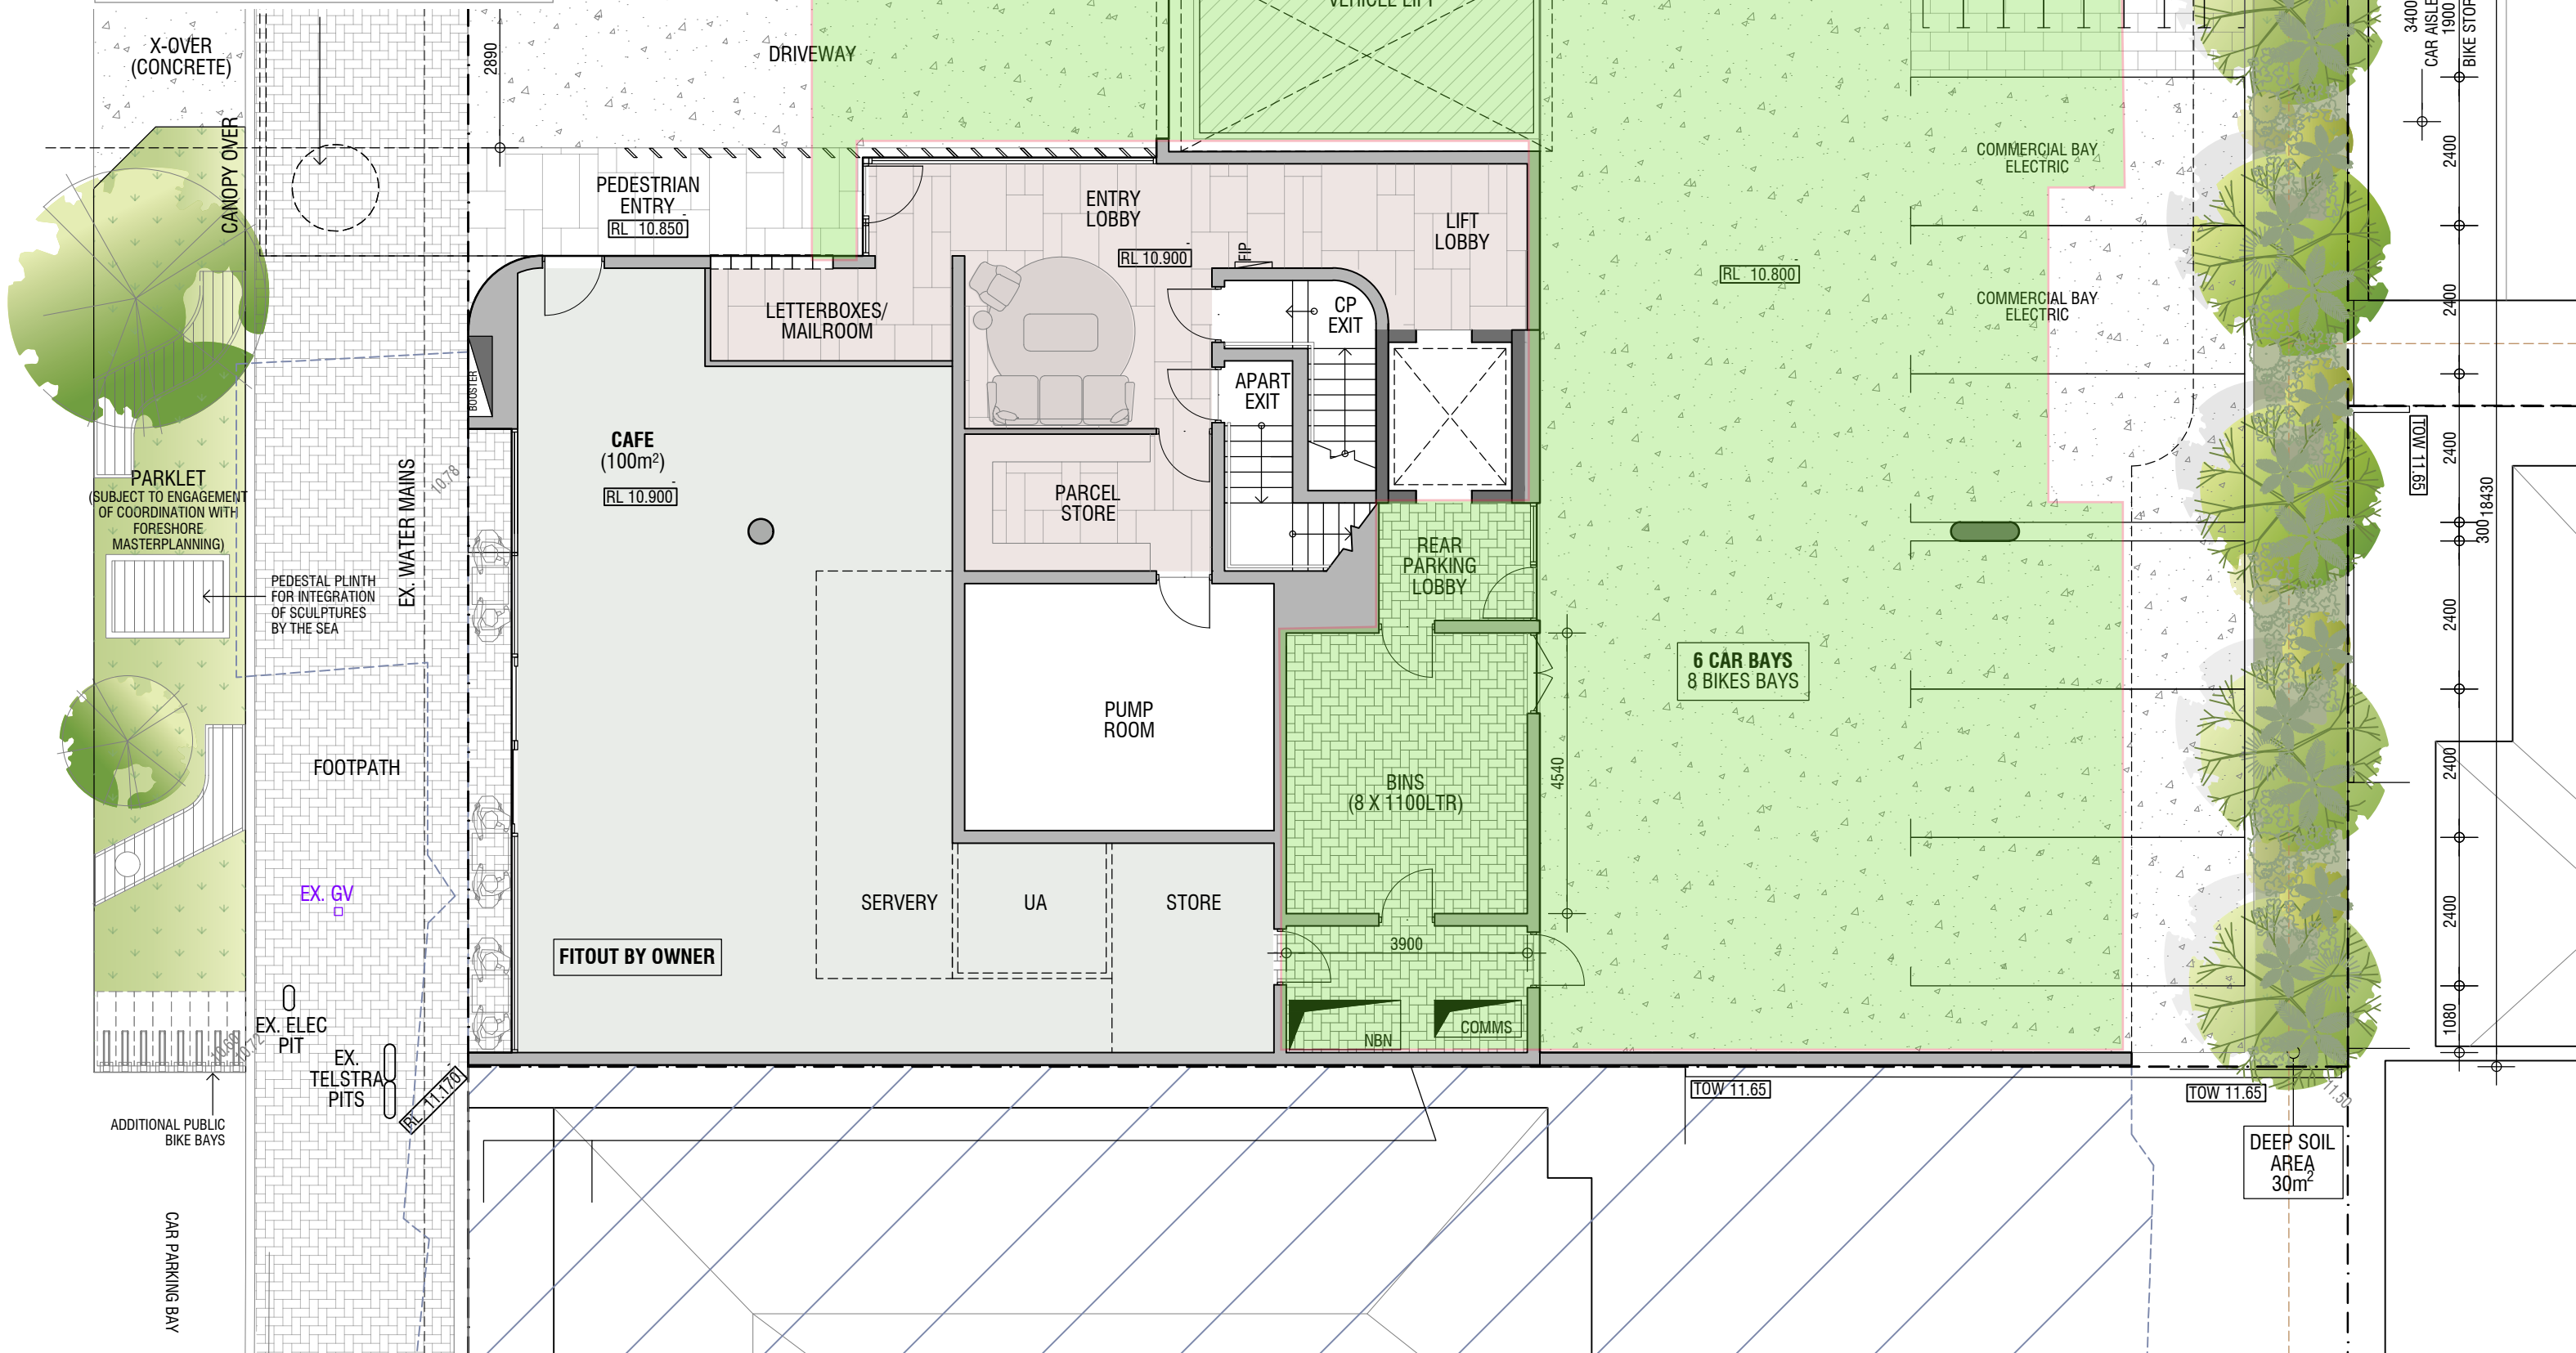 VEHICLE LIFT
X-OVER
(CONCRETE)
CANOPY OVER
2890
DRIVEWAY
3400
CAR AISLE
1900
BIKE STOR
PEDESTRIAN
ENTRY
RL 10.850
ENTRY
LOBBY
RL 10.900
FIP
LIFT
LOBBY
COMMERCIAL BAY
ELECTRIC
RL 10.800
COMMERCIAL BAY
ELECTRIC
2400
2400
2400
2400
2400
2400
1080
300
18430
TOW 11.65
LETTERBOXES/
MAILROOM
CP
EXIT
APART
EXIT
BOOSTER
CAFE
(100m²)
RL 10.900
PARCEL
STORE
PARKLET
(SUBJECT TO ENGAGEMENT
OF COORDINATION WITH
FORESHORE
MASTERPLANNING)
EX. WATER MAINS
10.78
PEDESTAL PLINTH
FOR INTEGRATION
OF SCULPTURES
BY THE SEA
REAR
PARKING
LOBBY
6 CAR BAYS
8 BIKES BAYS
PUMP
ROOM
FOOTPATH
BINS
(8 X 1100LTR)
4540
EX. GV
SERVERY
UA
STORE
FITOUT BY OWNER
3900
NBN
COMMS
EX. ELEC
PIT
10.68
10.72
EX.
TELSTRA
PITS
RL 11.170
ADDITIONAL PUBLIC
BIKE BAYS
TOW 11.65
TOW 11.65
11.50
DEEP SOIL
AREA
30m²
CAR PARKING BAY